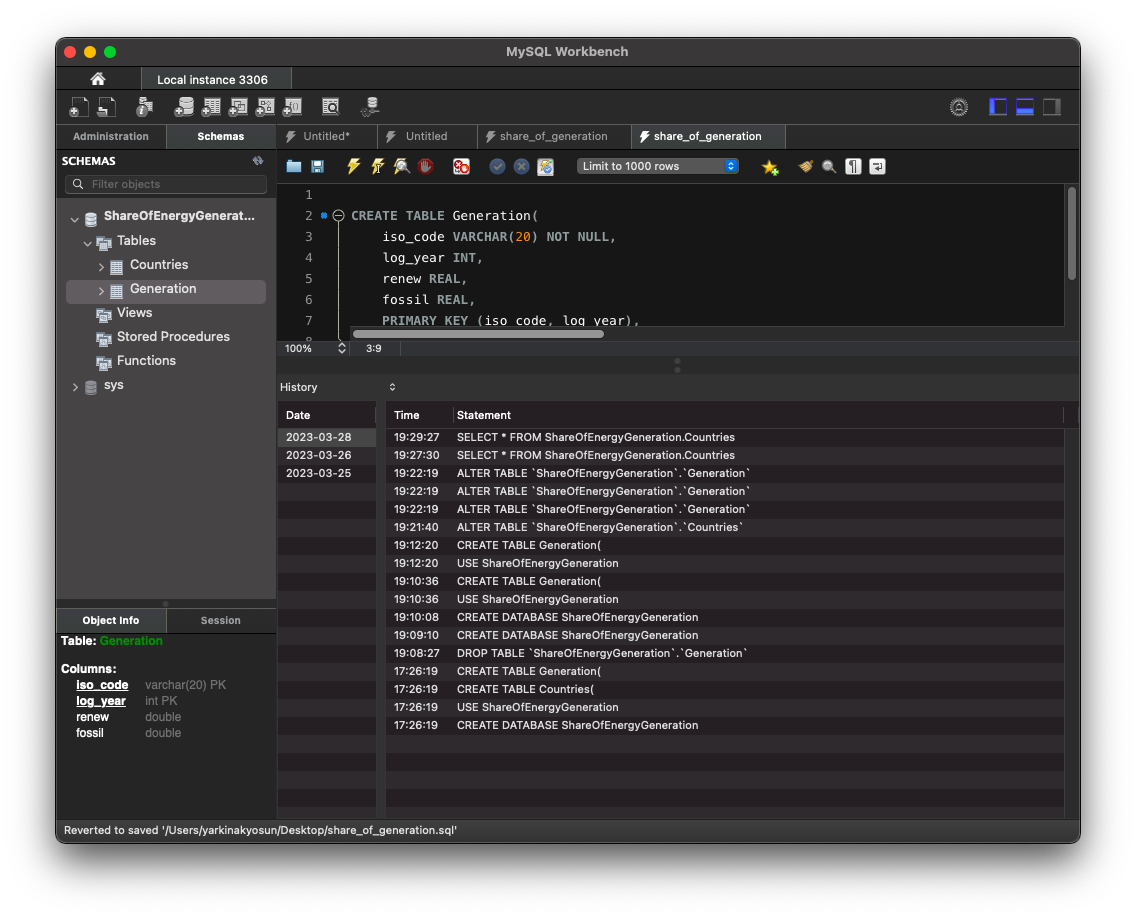 MySQL Workbench
Local instance 3306
Administration
Schemas
Untitled*
Untitled
share_of_generation
share_of_generation
SCHEMAS
Filter objects
Limit to 1000 rows
ShareOfEnergyGenerat...
Tables
Countries
Generation
Views
Stored Procedures
Functions
sys
1
2 CREATE TABLE Generation(
3 iso_code VARCHAR(20) NOT NULL,
4 log_year INT,
5 renew REAL,
6 fossil REAL,
7 PRIMARY KEY (iso_code, log_year),
8
100% 3:9
History
Date
2023-03-28
2023-03-26
2023-03-25
Time Statement
19:29:27 SELECT * FROM ShareOfEnergyGeneration.Countries
19:27:30 SELECT * FROM ShareOfEnergyGeneration.Countries
19:22:19 ALTER TABLE `ShareOfEnergyGeneration`.`Generation`
19:22:19 ALTER TABLE `ShareOfEnergyGeneration`.`Generation`
19:22:19 ALTER TABLE `ShareOfEnergyGeneration`.`Generation`
19:21:40 ALTER TABLE `ShareOfEnergyGeneration`.`Countries`
19:12:20 CREATE TABLE Generation(
19:12:20 USE ShareOfEnergyGeneration
19:10:36 CREATE TABLE Generation(
19:10:36 USE ShareOfEnergyGeneration
19:10:08 CREATE DATABASE ShareOfEnergyGeneration
19:09:10 CREATE DATABASE ShareOfEnergyGeneration
19:08:27 DROP TABLE `ShareOfEnergyGeneration`.`Generation`
17:26:19 CREATE TABLE Generation(
17:26:19 CREATE TABLE Countries(
17:26:19 USE ShareOfEnergyGeneration
17:26:19 CREATE DATABASE ShareOfEnergyGeneration
Object Info
Session
Table: Generation
Columns:
iso_code varchar(20) PK
log_year int PK
renew double
fossil double
Reverted to saved '/Users/yarkinakyosun/Desktop/share_of_generation.sql'